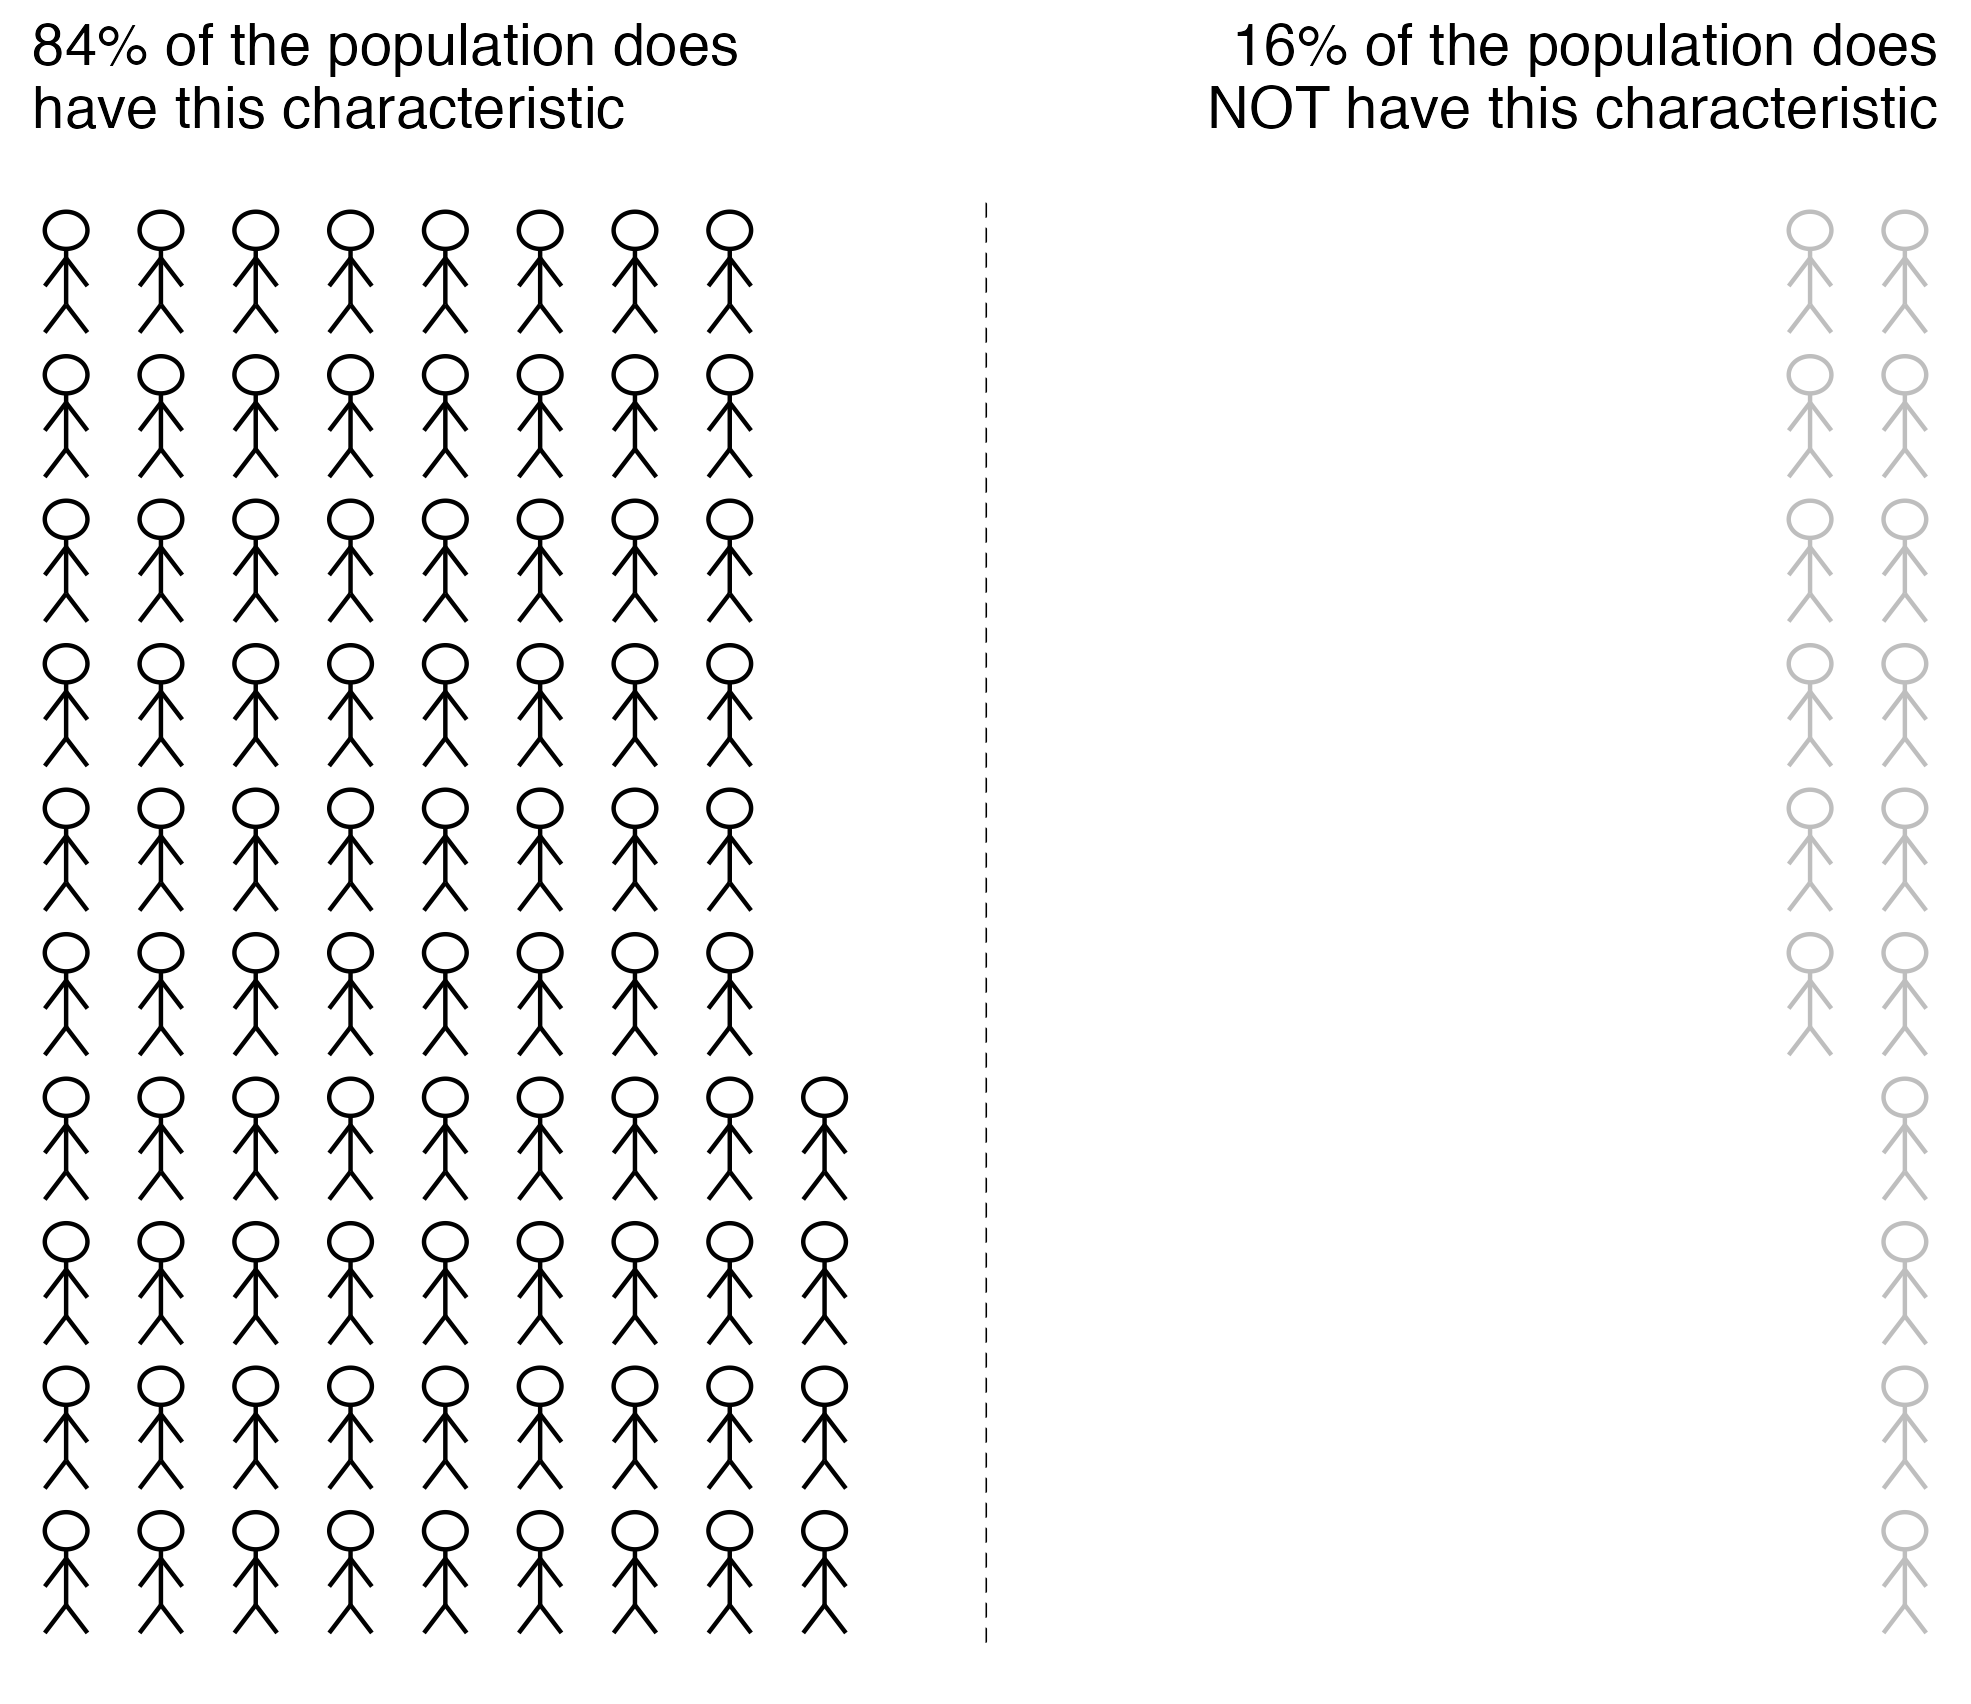 84% of the population does
have this characteristic
16% of the population does
NOT have this characteristic